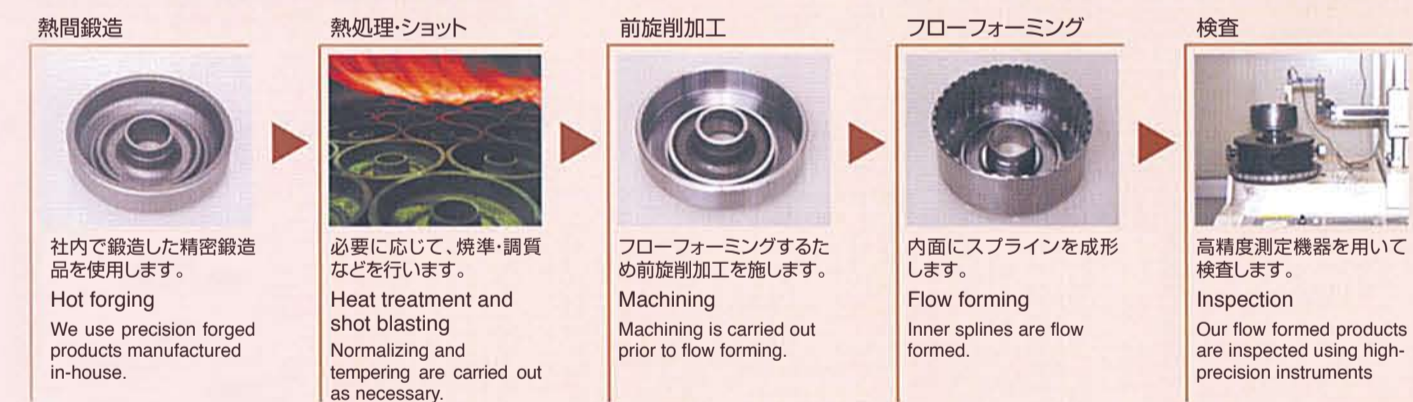 熱間鍛造
社内で鍛造した精密鍛造
品を使用します。
Hot forging
We use precision forged
products manufactured
in-house.
熱処理・ショット
必要に応じて、焼準・調質
などを行います。
Heat treatment and
shot blasting
Normalizing and
tempering are carried out
as necessary.
前旋削加工
フローフォーミングするた
め前旋削加工を施します。
Machining
Machining is carried out
prior to flow forming.
フローフォーミング
内面にスプラインを成形
します。
Flow forming
Inner splines are flow
formed.
検査
高精度測定機器を用いて
検査します。
Inspection
Our flow formed products
are inspected using high-
precision instruments